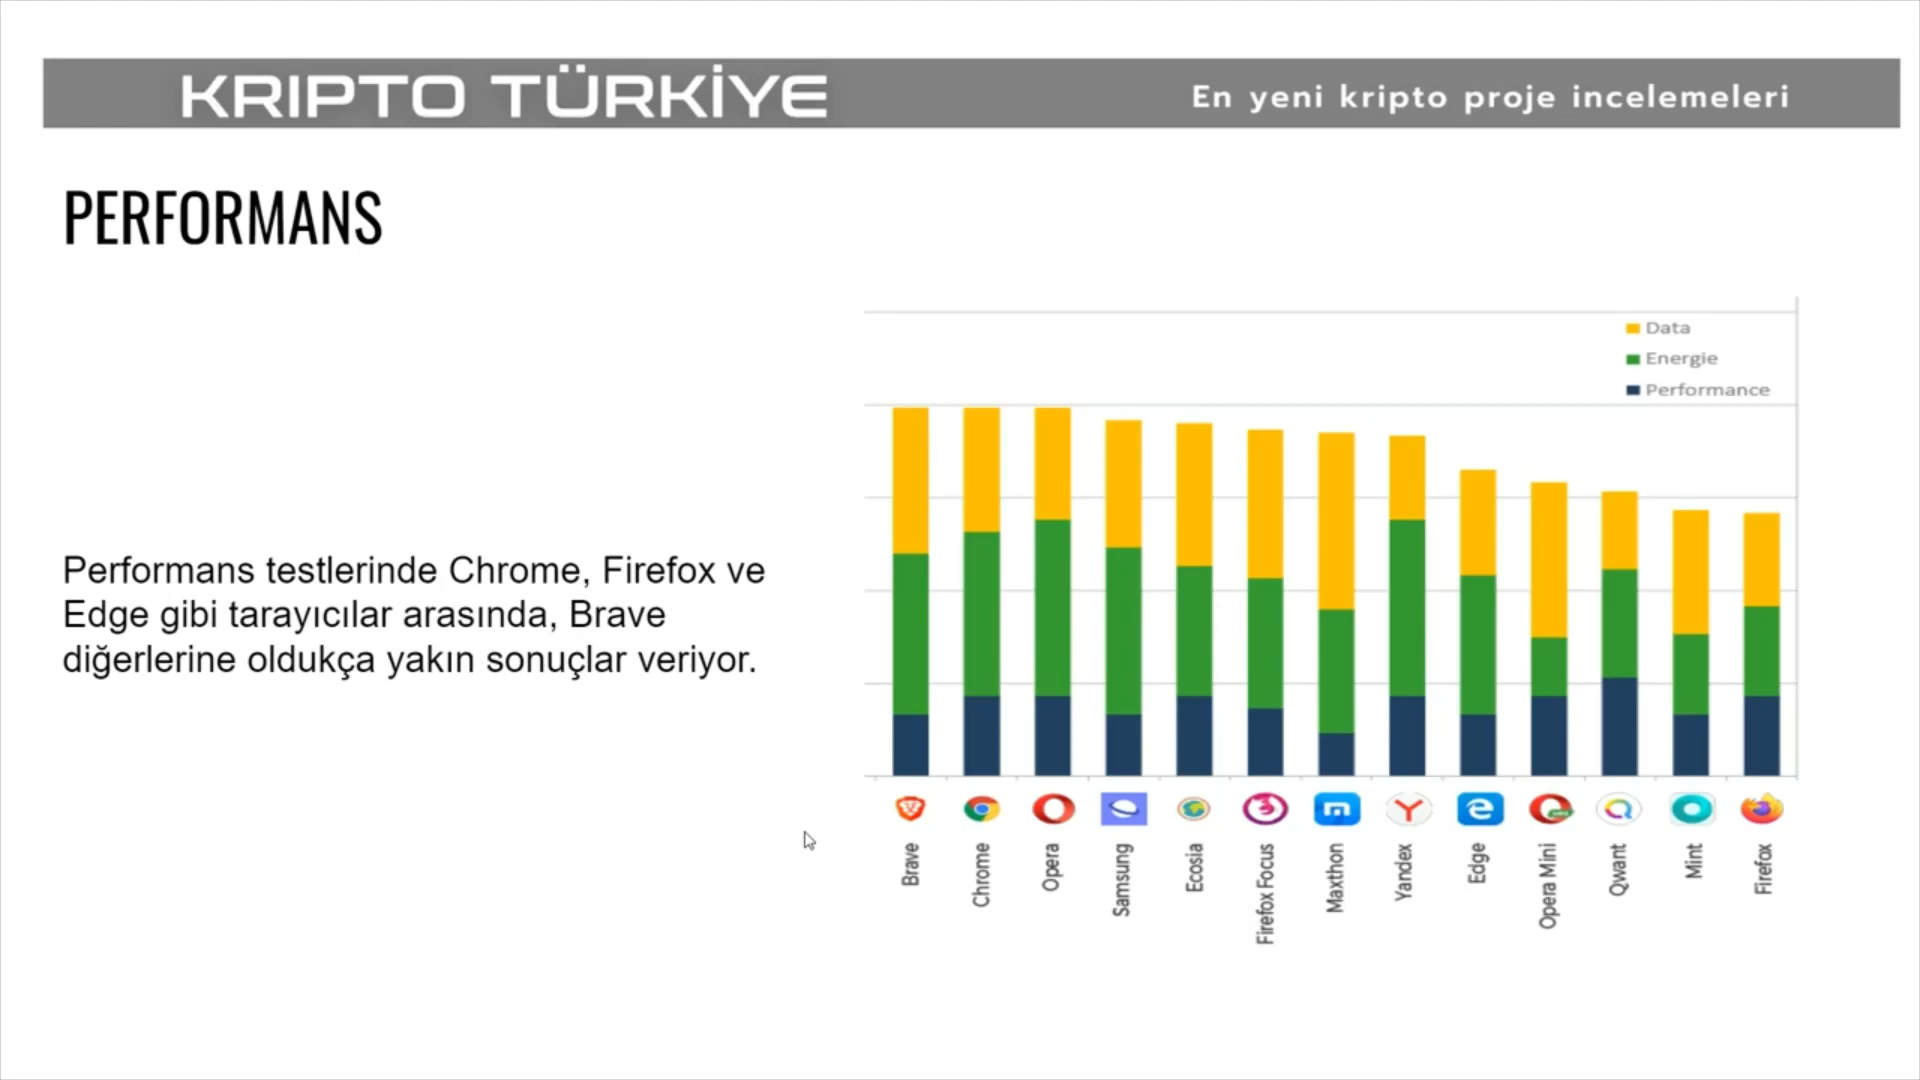 KRIPTO TÜRKİYE
En yeni kripto proje incelemeleri
PERFORMANS
Performans testlerinde Chrome, Firefox ve
Edge gibi tarayıcılar arasında, Brave
diğerlerine oldukça yakın sonuçlar veriyor.
Data
Energie
Performance
Brave
Chrome
Opera
Samsung
Ecosia
Firefox Focus
Maxthon
Yandex
Edge
Opera Mini
Qwant
Mint
Firefox